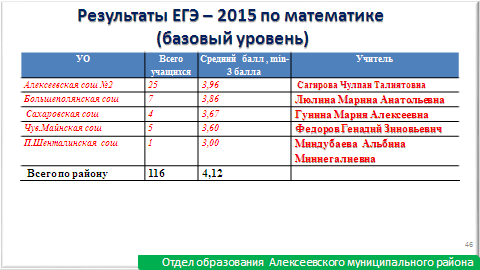 Результаты ЕГЭ – 2015 по математике
(базовый уровень)
УО Всего учащихся Средний балл , min- 3 балла Учитель
Алексеевская сош №2 25 3,96 Сагирова Чулпан Талиятовна
Большеполянская сош 7 3,86 Люлина Марина Анатольевна
Сахаровская сош 4 3,67 Гунина Мария Алексеевна
Чув.Майнская сош 5 3,60 Федоров Генадий Зиновьевич
П.Шенталинская сош 1 3,00 Миндубаева Альбина Миннегалиевна
Всего по району 116 4,12
46
Отдел образования Алексеевского муниципального района